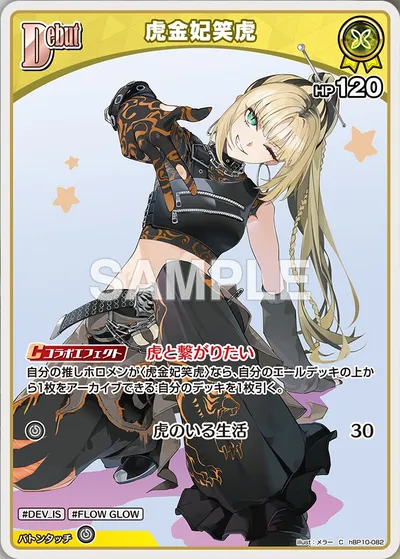 Debut
虎金妃笑虎
HP 120
SAMPLE
コラボエフェクト 虎と繋がりたい
自分の推しホロメンが〈虎金妃笑虎〉なら、自分のエールデッキの上か
ら1枚をアーカイブできる:自分のデッキを1枚引く。
虎のいる生活 30
#DEV_IS #FLOW GLOW
バトンタッチ
illust:メラー C hBP10-082